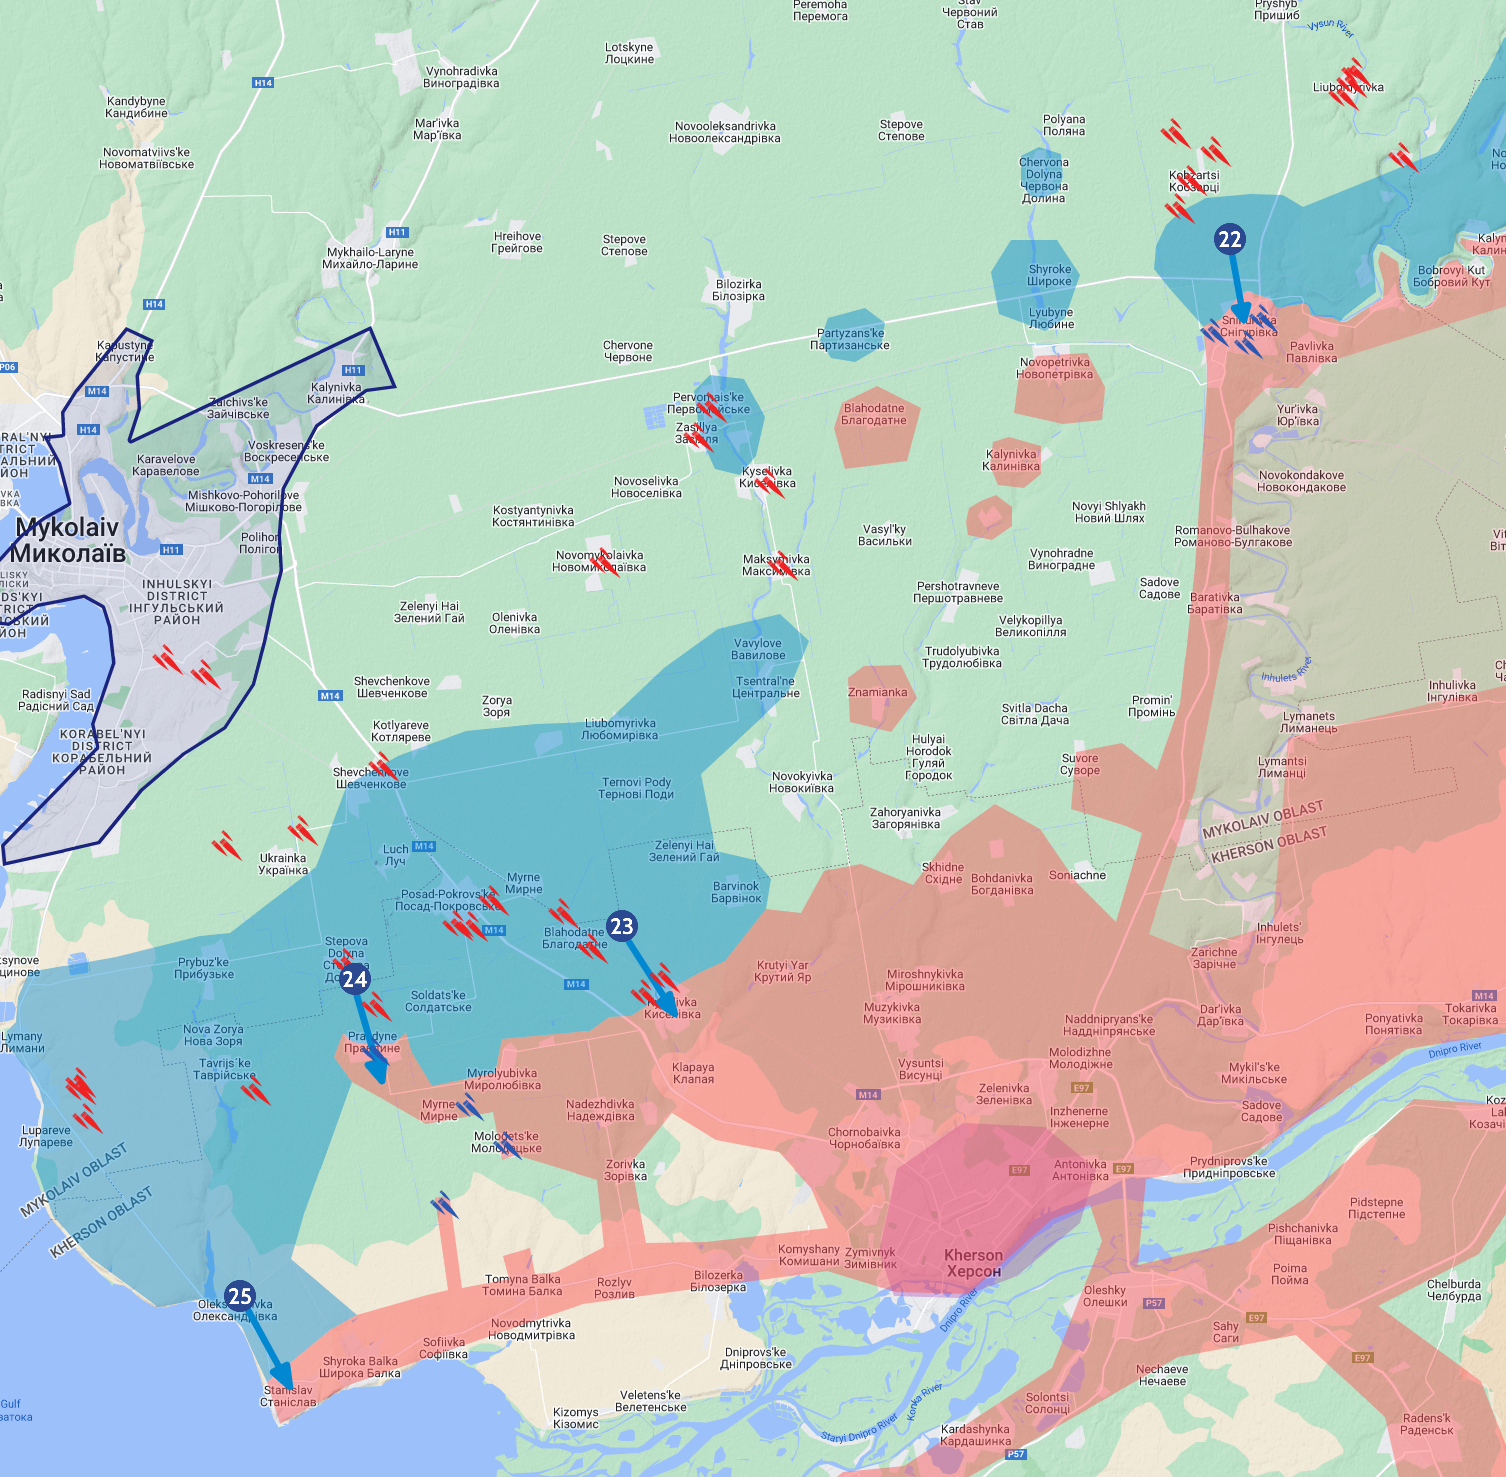 Peremoha
Перемога
Stav
Червоний
Став
Pryshyb
Пришиб
Vysun River
Lotskyne
Лоцкине
Vynohradivka
Виноградівка
H14
Liubomyrivka
Kandybyne
Кандибине
Mar'ivka
Мар'ївка
Novooleksandrivka
Новоолександрівка
Stepove
Степове
Polyana
Поляна
Novomatviivs'ke
Новоматвіївське
Chervona
Dolyna
Червона
Долина
Kobzartsi
Кобзарці
H11
Hreihove
Грейгове
Stepove
Степове
22
Mykhailo-Laryne
Михайло-Ларине
Shyroke
Широке
Bobrovyi Kut
Бобровий Кут
Bilozirka
Білозірка
H14
Lyubyne
Любине
Snihurivka
Снігурівка
Partyzans'ke
Партизанське
Kapustyne
Капустине
Chervone
Червоне
Pavlivka
Павлівка
P06
H11
Novopetrivka
Новопетрівка
M14
Kalynivka
Калинівка
Pervomais'ke
Первомайське
Zaichivs'ke
Зайчівське
Blahodatne
Благодатне
Yur'ivka
Юр'ївка
H14
Zasillya
Засілля
Voskresens'ke
Воскресенське
Kalynivka
Калинівка
Karavelove
Каравелове
M14
Kyselivka
Киселівка
Novokondakove
Новокондакове
Novoselivka
Новоселівка
Mishkovo-Pohorilove
Мішково-Погорілове
Novyi Shlyakh
Новий Шлях
Kostyantynivka
Костянтинівка
Mykolaiv
Миколаїв
Vasyl'ky
Васильки
Romanovo-Bulhakove
Романово-Булгакове
Polihon
Полігон
H11
Novomykolaivka
Новомиколаївка
Maksymivka
Максимівка
Vynohradne
Виноградне
INHULSKYI
DISTRICT
ІНГУЛЬСЬКИЙ
РАЙОН
Pershotravneve
Першотравневе
Sadove
Садове
Barativka
Баратівка
Zelenyi Hai
Зелений Гай
Olenivka
Оленівка
Velykopillya
Великопілля
Vavylove
Вавилове
Trudolyubivka
Трудолюбівка
Inhulets River
Shevchenkove
Шевченкове
Tsentral'ne
Центральне
Znamianka
Inhulivka
Інгулівка
M14
Radisnyi Sad
Радісний Сад
Zorya
Зоря
Svitla Dacha
Світла Дача
Promin'
Промінь
Kotlyareve
Котляреве
Liubomyrivka
Любомирівка
Lymanets
Лиманець
KORABEL'NYI
DISTRICT
КОРАБЕЛЬНИЙ
РАЙОН
Hulyai
Horodok
Гуляй
Городок
Suvore
Суворе
Lymantsi
Лиманці
Shevchenkove
Шевченкове
Ternovi Pody
Тернові Поди
Novokyivka
Новокиївка
Zahoryanivka
Загорянівка
MYKOLAIV OBLAST
KHERSON OBLAST
Ukrainka
Українка
Luch
Луч
M14
Zelenyi Hai
Зелений Гай
Skhidne
Східне
Bohdanivka
Богданівка
Soniachne
Myrne
Мирне
Barvinok
Барвінок
Posad-Pokrovs'ke
Посад-Покровське
M14
Blahodatne
Благодатне
23
Inhulets'
Інгулець
Stepova
Dolyna
Zarichne
Зарічне
Prybuz'ke
Прибузьке
24
Krutyi Yar
Крутий Яр
Miroshnykivka
Мірошниківка
M14
Soldats'ke
Солдатське
Киселівка
Muzykivka
Музиківка
M14
Dar'ivka
Дар'ївка
Naddnipryans'ke
Наддніпрянське
Ponyativka
Понятівка
Tokarivka
Токарівка
Lymany
Лимани
Nova Zorya
Нова Зоря
Pravdyne
Правдине
Tavrijs'ke
Таврійське
Klapaya
Клапая
Vysuntsi
Висунці
Molodizhne
Молодіжне
Dnipro River
Myrolyubivka
Миролюбівка
Mykil's'ke
Микільське
M14
Zelenivka
Зеленівка
E97
Myrne
Мирне
Nadezhdivka
Надеждівка
Inzhenerne
Інженерне
Sadove
Садове
Lupareve
Лупареве
Molodets'ke
Молодецьке
Chornobaivka
Чорнобаївка
Zorivka
Зорівка
E97
Antonivka
Антонівка
E97
Prydniprovs'ke
Придніпровське
MYKOLAIV OBLAST
KHERSON OBLAST
Pidstepne
Підстепне
Pishchanivka
Піщанівка
Komyshany
Комишани
Zymivnyk
Зимівник
Kherson
Херсон
Poima
Пойма
25
Олександрівка
Tomyna Balka
Томина Балка
Rozlyv
Розлив
Bilozerka
Білозерка
Oleshky
Олешки
P57
Chelburda
Челбурда
Dnipro River
E97
Sofiivka
Софіївка
Novodmytrivka
Новодмитрівка
Sahy
Саги
Shyroka Balka
Широка Балка
Dniprovs'ke
Дніпровське
E97
Nechaeve
Нечаєве
Stanislav
Станіслав
Veletens'ke
Велетенське
Konka River
Solontsi
Солонці
Gulf
Kizomys
Кізомис
Staryi Dnipro River
Kardashynka
Кардашинка
P57
Radens'k
Раденськ